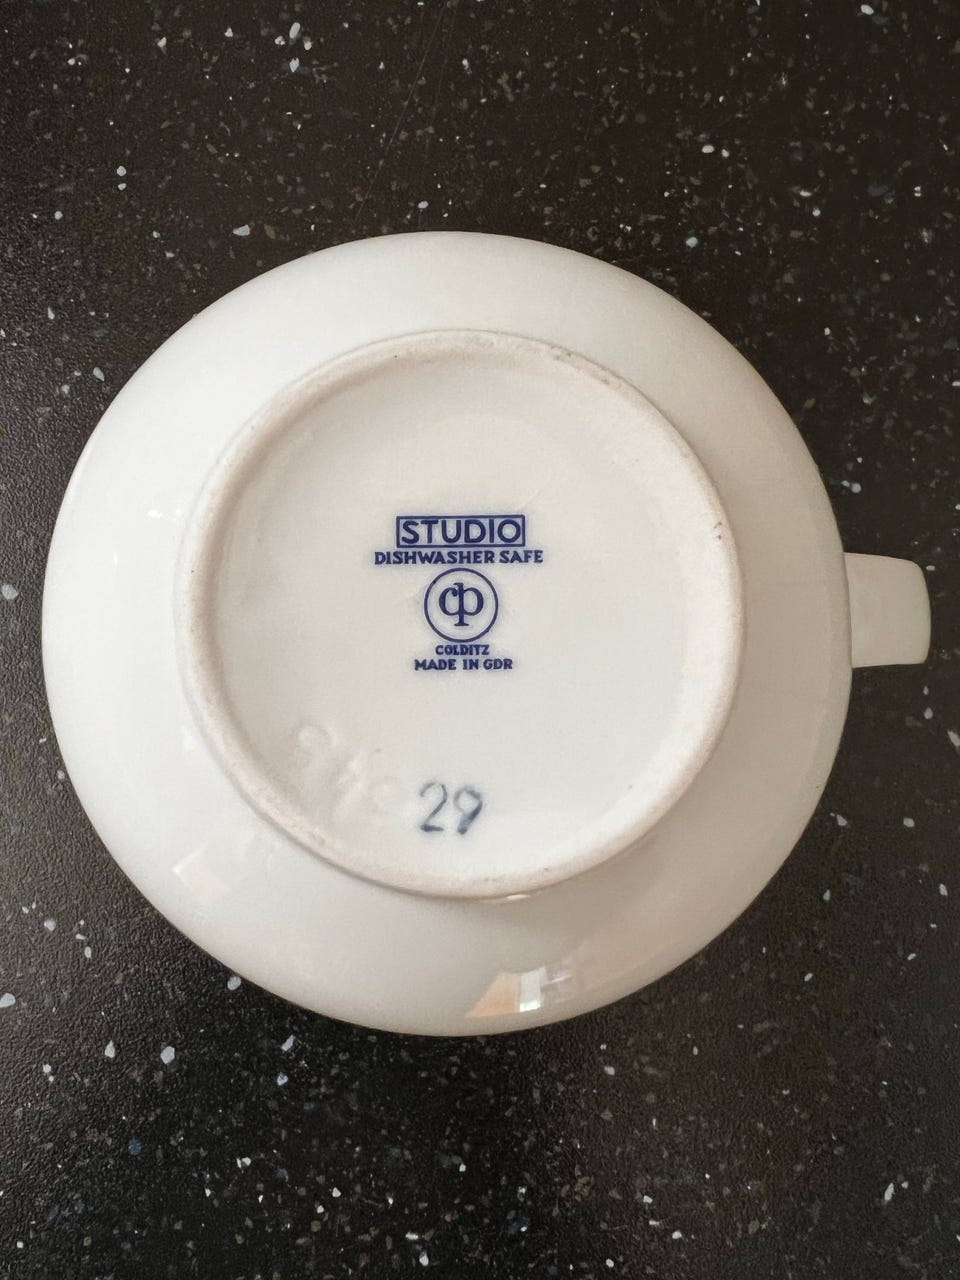 STUDIO
DISHWASHER SAFE
cp
COLDITZ
MADE IN GDR
29